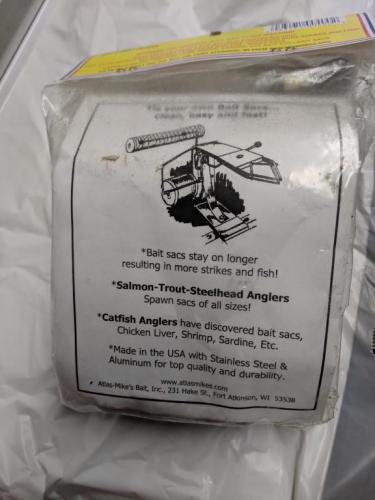 Tie your own Bait Sacs...
clean, easy and fast!
*Bait sacs stay on longer
resulting in more strikes and fish!
*Salmon-Trout-Steelhead Anglers
Spawn sacs of all sizes!
*Catfish Anglers have discovered bait sacs,
Chicken Liver, Shrimp, Sardine, Etc.
*Made in the USA with Stainless Steel &
Aluminum for top quality and durability.
www.atlasmikes.com
Atlas-Mike's Bait, Inc., 231 Hake St., Fort Atkinson, WI 53538